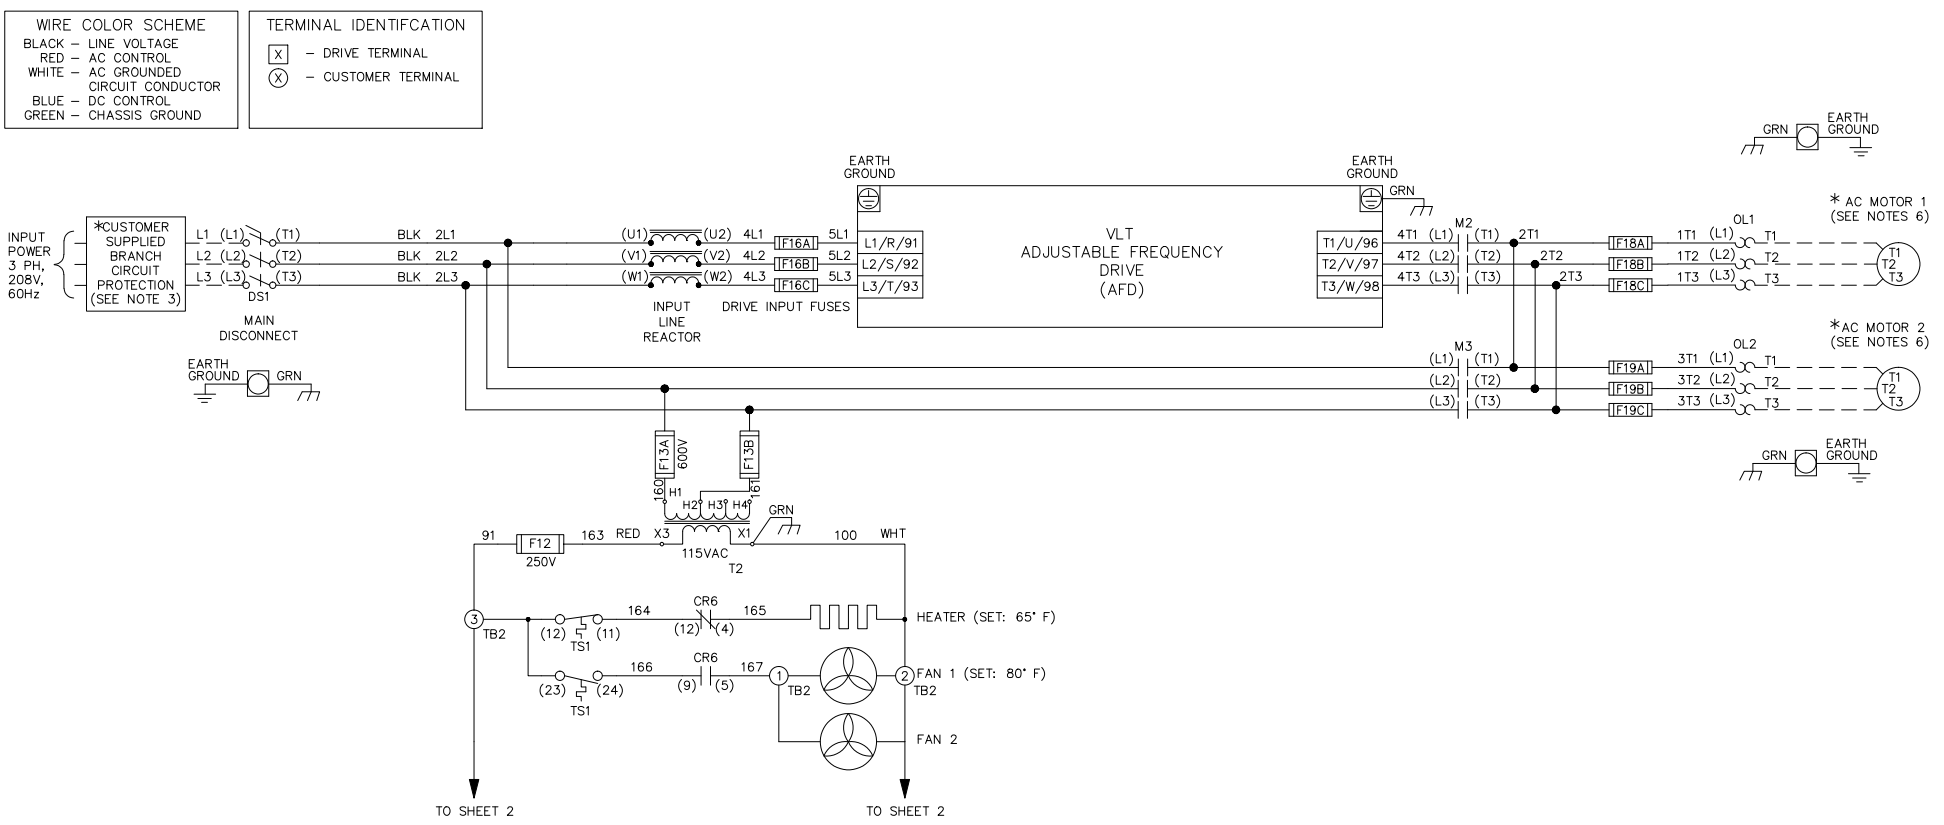 WIRE COLOR SCHEME
BLACK – LINE VOLTAGE
RED – AC CONTROL
WHITE – AC GROUNDED
CIRCUIT CONDUCTOR
BLUE – DC CONTROL
GREEN – CHASSIS GROUND
TERMINAL IDENTIFCATION
X – DRIVE TERMINAL
X – CUSTOMER TERMINAL
GRN
EARTH
GROUND
EARTH
GROUND
EARTH
GROUND
GRN
INPUT
POWER
3 PH,
208V,
60Hz
*CUSTOMER
SUPPLIED
BRANCH
CIRCUIT
PROTECTION
(SEE NOTE 3)
L1 (L1) (T1) BLK 2L1 (U1) (U2) 4L1 F16A 5L1 L1/R/91
L2 (L2) (T2) BLK 2L2 (V1) (V2) 4L2 F16B 5L2 L2/S/92
L3 (L3) (T3) BLK 2L3 (W1) (W2) 4L3 F16C 5L3 L3/T/93
DS1
MAIN
DISCONNECT
INPUT
LINE
REACTOR
DRIVE INPUT FUSES
VLT
ADJUSTABLE FREQUENCY
DRIVE
(AFD)
M2
OL1
* AC MOTOR 1
(SEE NOTES 6)
T1/U/96 4T1 (L1) (T1) 2T1 F18A 1T1 (L1) T1 T1
T2/V/97 4T2 (L2) (T2) 2T2 F18B 1T2 (L2) T2 T2
T3/W/98 4T3 (L3) (T3) 2T3 F18C 1T3 (L3) T3 T3
EARTH
GROUND
GRN
M3
OL2
*AC MOTOR 2
(SEE NOTES 6)
(L1) (T1) F19A 3T1 (L1) T1 T1
(L2) (T2) F19B 3T2 (L2) T2 T2
(L3) (T3) F19C 3T3 (L3) T3 T3
GRN
EARTH
GROUND
F13A
600V
F13B
160
161
H1
H2
H3
H4
GRN
91 F12 163 RED X3 X1 100 WHT
250V
115VAC
T2
3
TB2
164 CR6 165
(12) (11) (12) (4)
TS1
HEATER (SET: 65° F)
166 CR6 167 1 2 FAN 1 (SET: 80° F)
(23) (24) (9) (5) TB2 TB2
TS1
FAN 2
TO SHEET 2
TO SHEET 2